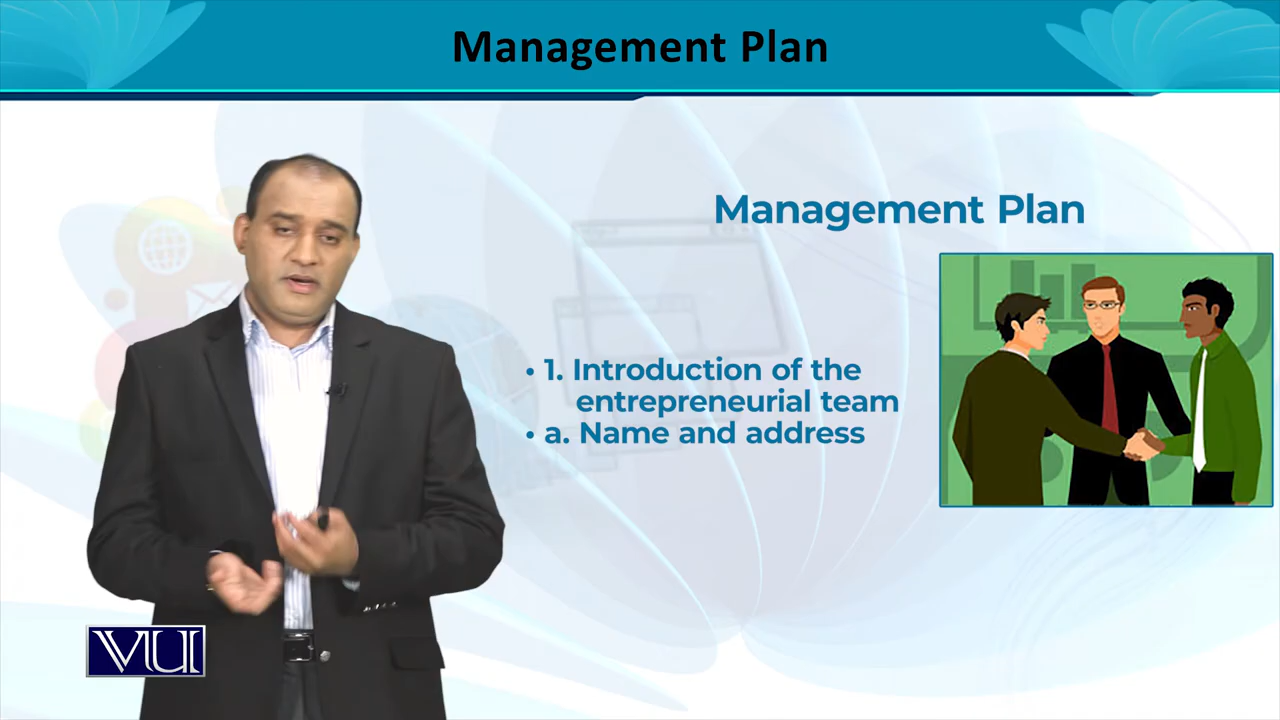 Management Plan
Management Plan
• 1. Introduction of the
entrepreneurial team
• a. Name and address
VU